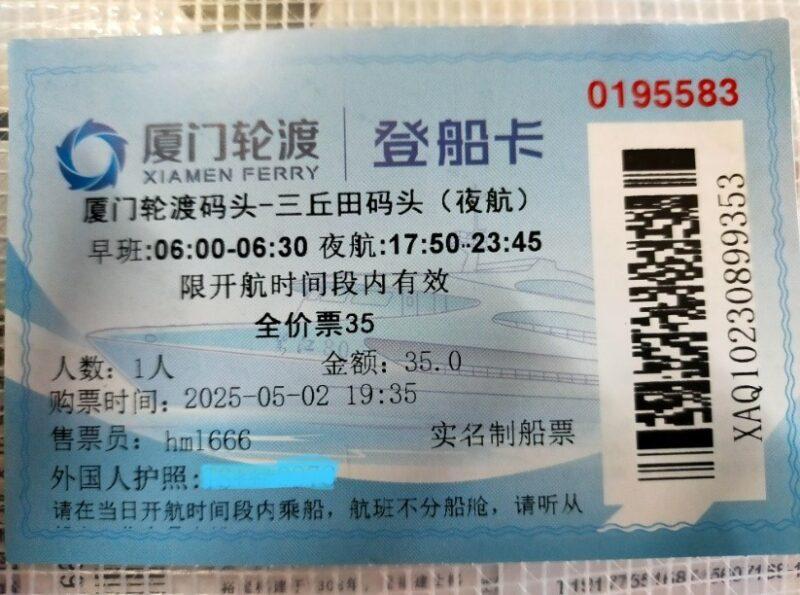 0195583
厦门轮渡 登船卡
XIAMEN FERRY
厦门轮渡码头-三丘田码头（夜航）
早班:06:00-06:30 夜航:17:50-23:45
限开航时间段内有效
全价票35
人数：1人 金额：35.0
购票时间：2025-05-02 19:35
售票员：hm1666 实名制船票
外国人护照:
请在当日开航时间段内乘船，航班不分船舱，请听从
XAQ10230899353